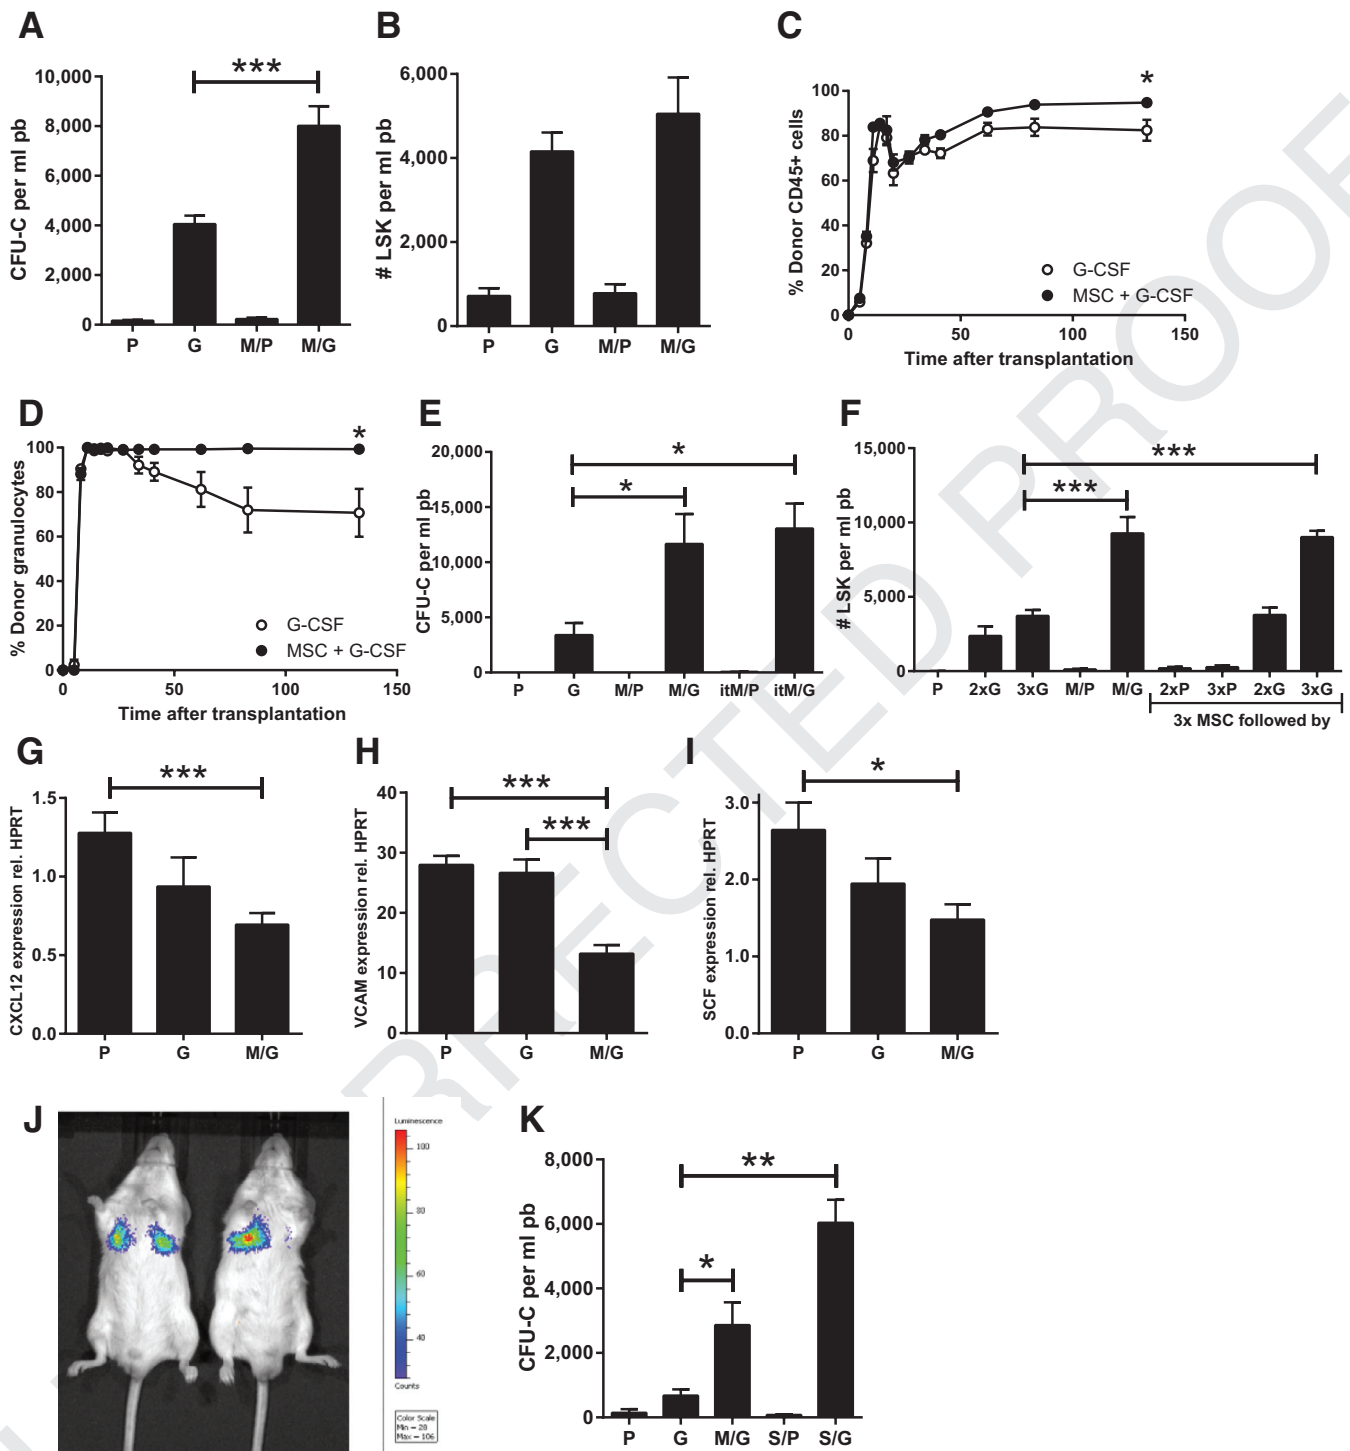 A
CFU-C per ml pb
10,000
8,000
6,000
4,000
2,000
0
***
P G M/P M/G
B
# LSK per ml pb
6,000
4,000
2,000
0
P G M/P M/G
C
% Donor CD45+ cells
100
80
60
40
20
0
*
G-CSF
MSC + G-CSF
0 50 100 150
Time after transplantation
D
% Donor granulocytes
100
80
60
40
20
0
*
G-CSF
MSC + G-CSF
0 50 100 150
Time after transplantation
E
CFU-C per ml pb
20,000
15,000
10,000
5,000
0
*
*
P G M/P M/G itM/P itM/G
F
# LSK per ml pb
15,000
10,000
5,000
0
***
***
P 2xG 3xG M/P M/G 2xP 3xP 2xG 3xG
3x MSC followed by
G
CXCL12 expression rel. HPRT
1.5
1.0
0.5
0.0
***
P G M/G
H
VCAM expression rel. HPRT
40
30
20
10
0
***
***
P G M/G
I
SCF expression rel. HPRT
3.0
2.0
1.0
0.0
*
P G M/G
J
Luminescence
100
80
60
40
Counts
Color Scale
Min = 28
Max = 106
K
CFU-C per ml pb
8,000
6,000
4,000
2,000
0
**
*
P G M/G S/P S/G